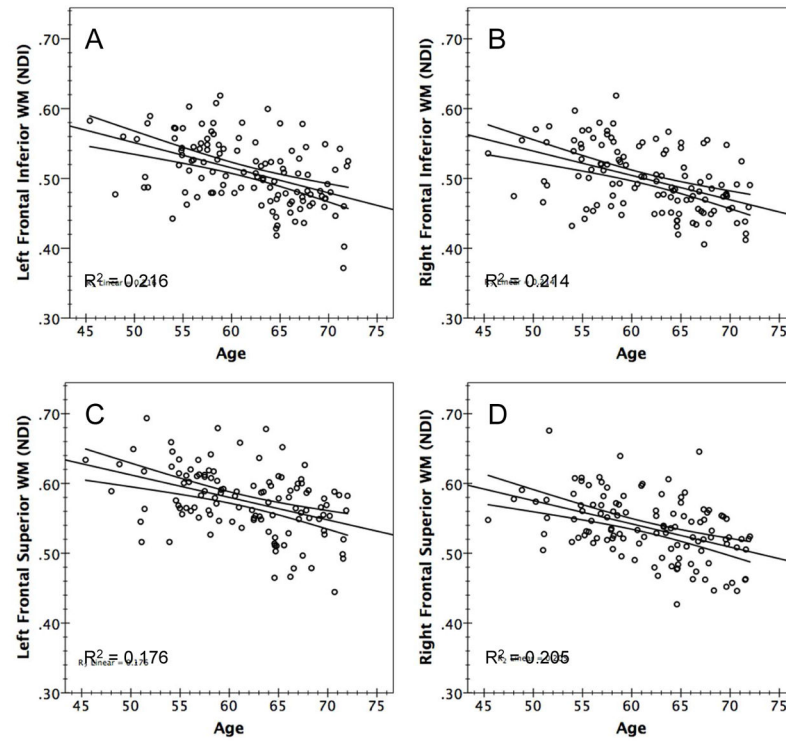 A
Left Frontal Inferior WM (NDI)
.70
.60
.50
.40
.30
R² = 0.216
45 50 55 60 65 70 75
Age
B
Right Frontal Inferior WM (NDI)
.70
.60
.50
.40
.30
R² = 0.214
45 50 55 60 65 70 75
Age
C
Left Frontal Superior WM (NDI)
.70
.60
.50
.40
.30
R² = 0.176
45 50 55 60 65 70 75
Age
D
Right Frontal Superior WM (NDI)
.70
.60
.50
.40
.30
R² = 0.205
45 50 55 60 65 70 75
Age